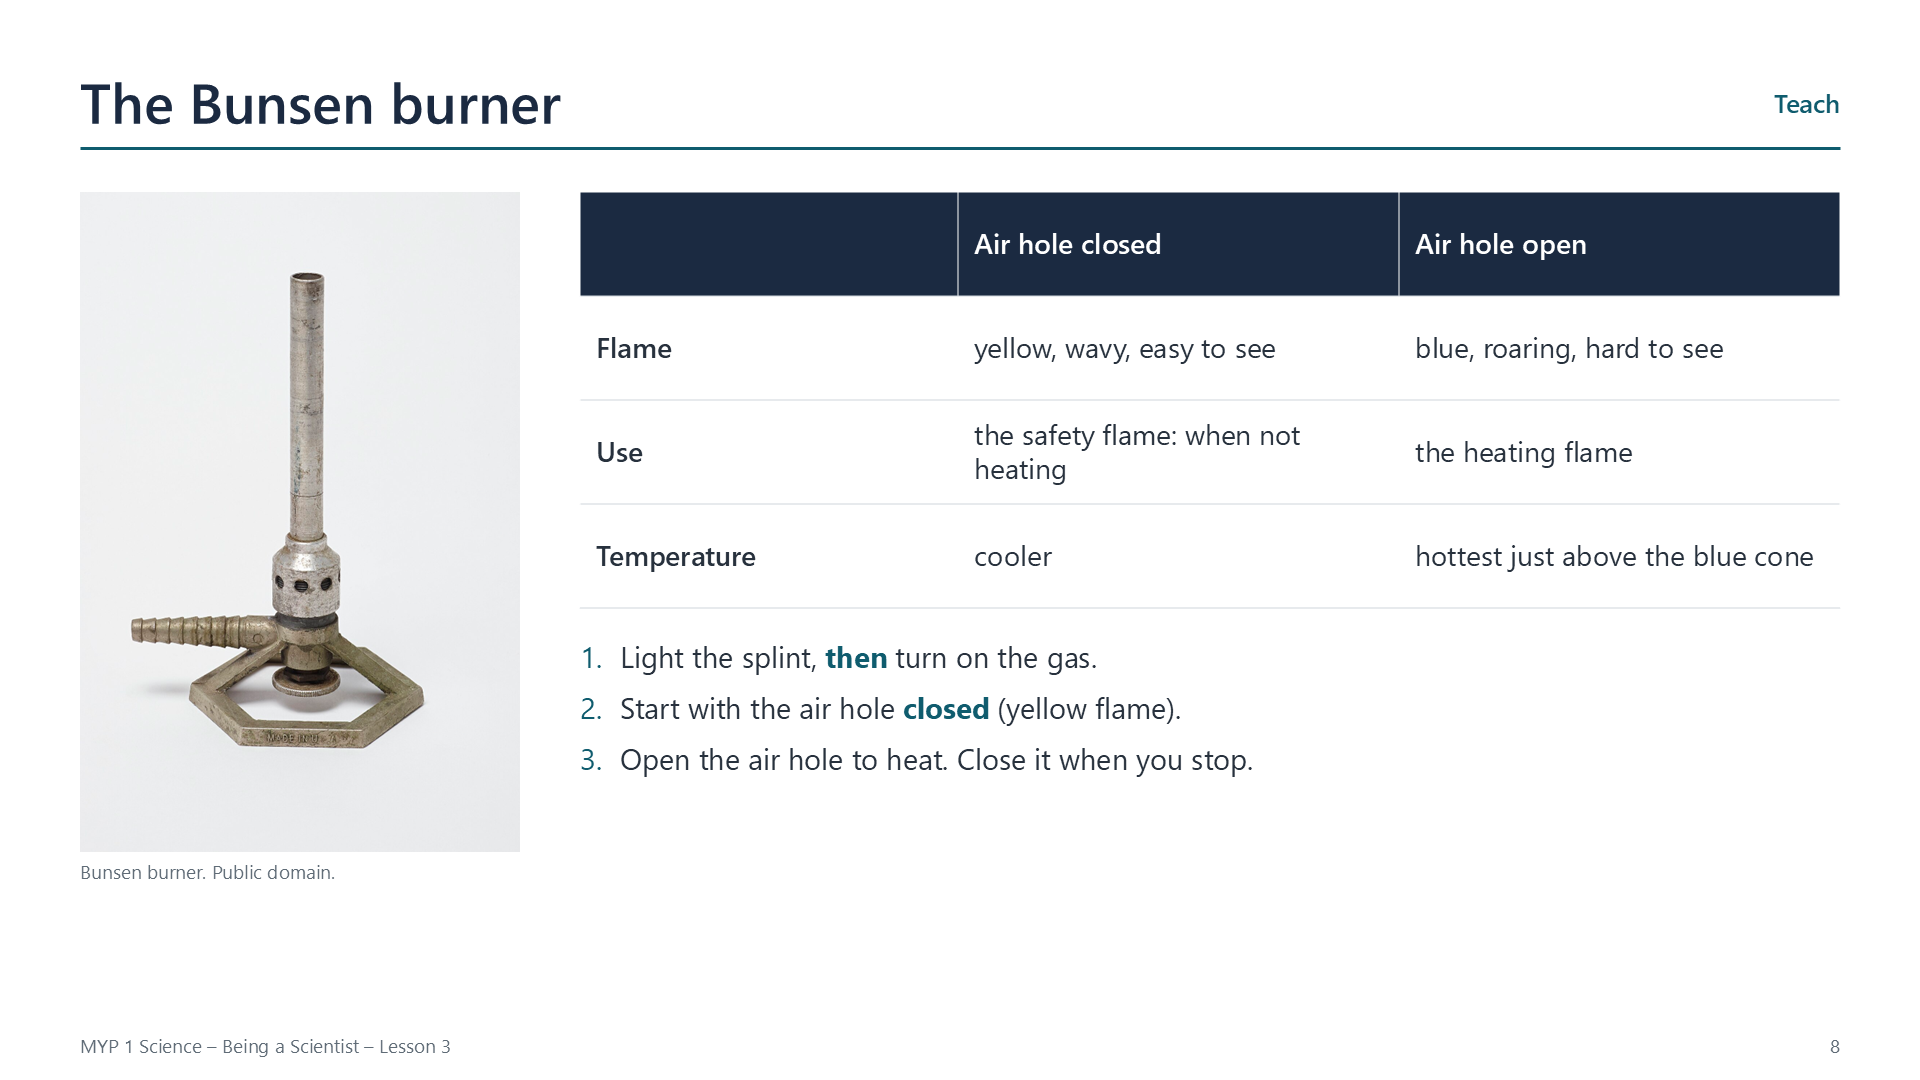 The Bunsen burner
Teach
Air hole closed
Air hole open
Flame
yellow, wavy, easy to see
blue, roaring, hard to see
Use
the safety flame: when not
heating
the heating flame
Temperature
cooler
hottest just above the blue cone
1. Light the splint, then turn on the gas.
2. Start with the air hole closed (yellow flame).
3. Open the air hole to heat. Close it when you stop.
MADE IN
Bunsen burner. Public domain.
MYP 1 Science – Being a Scientist – Lesson 3
8